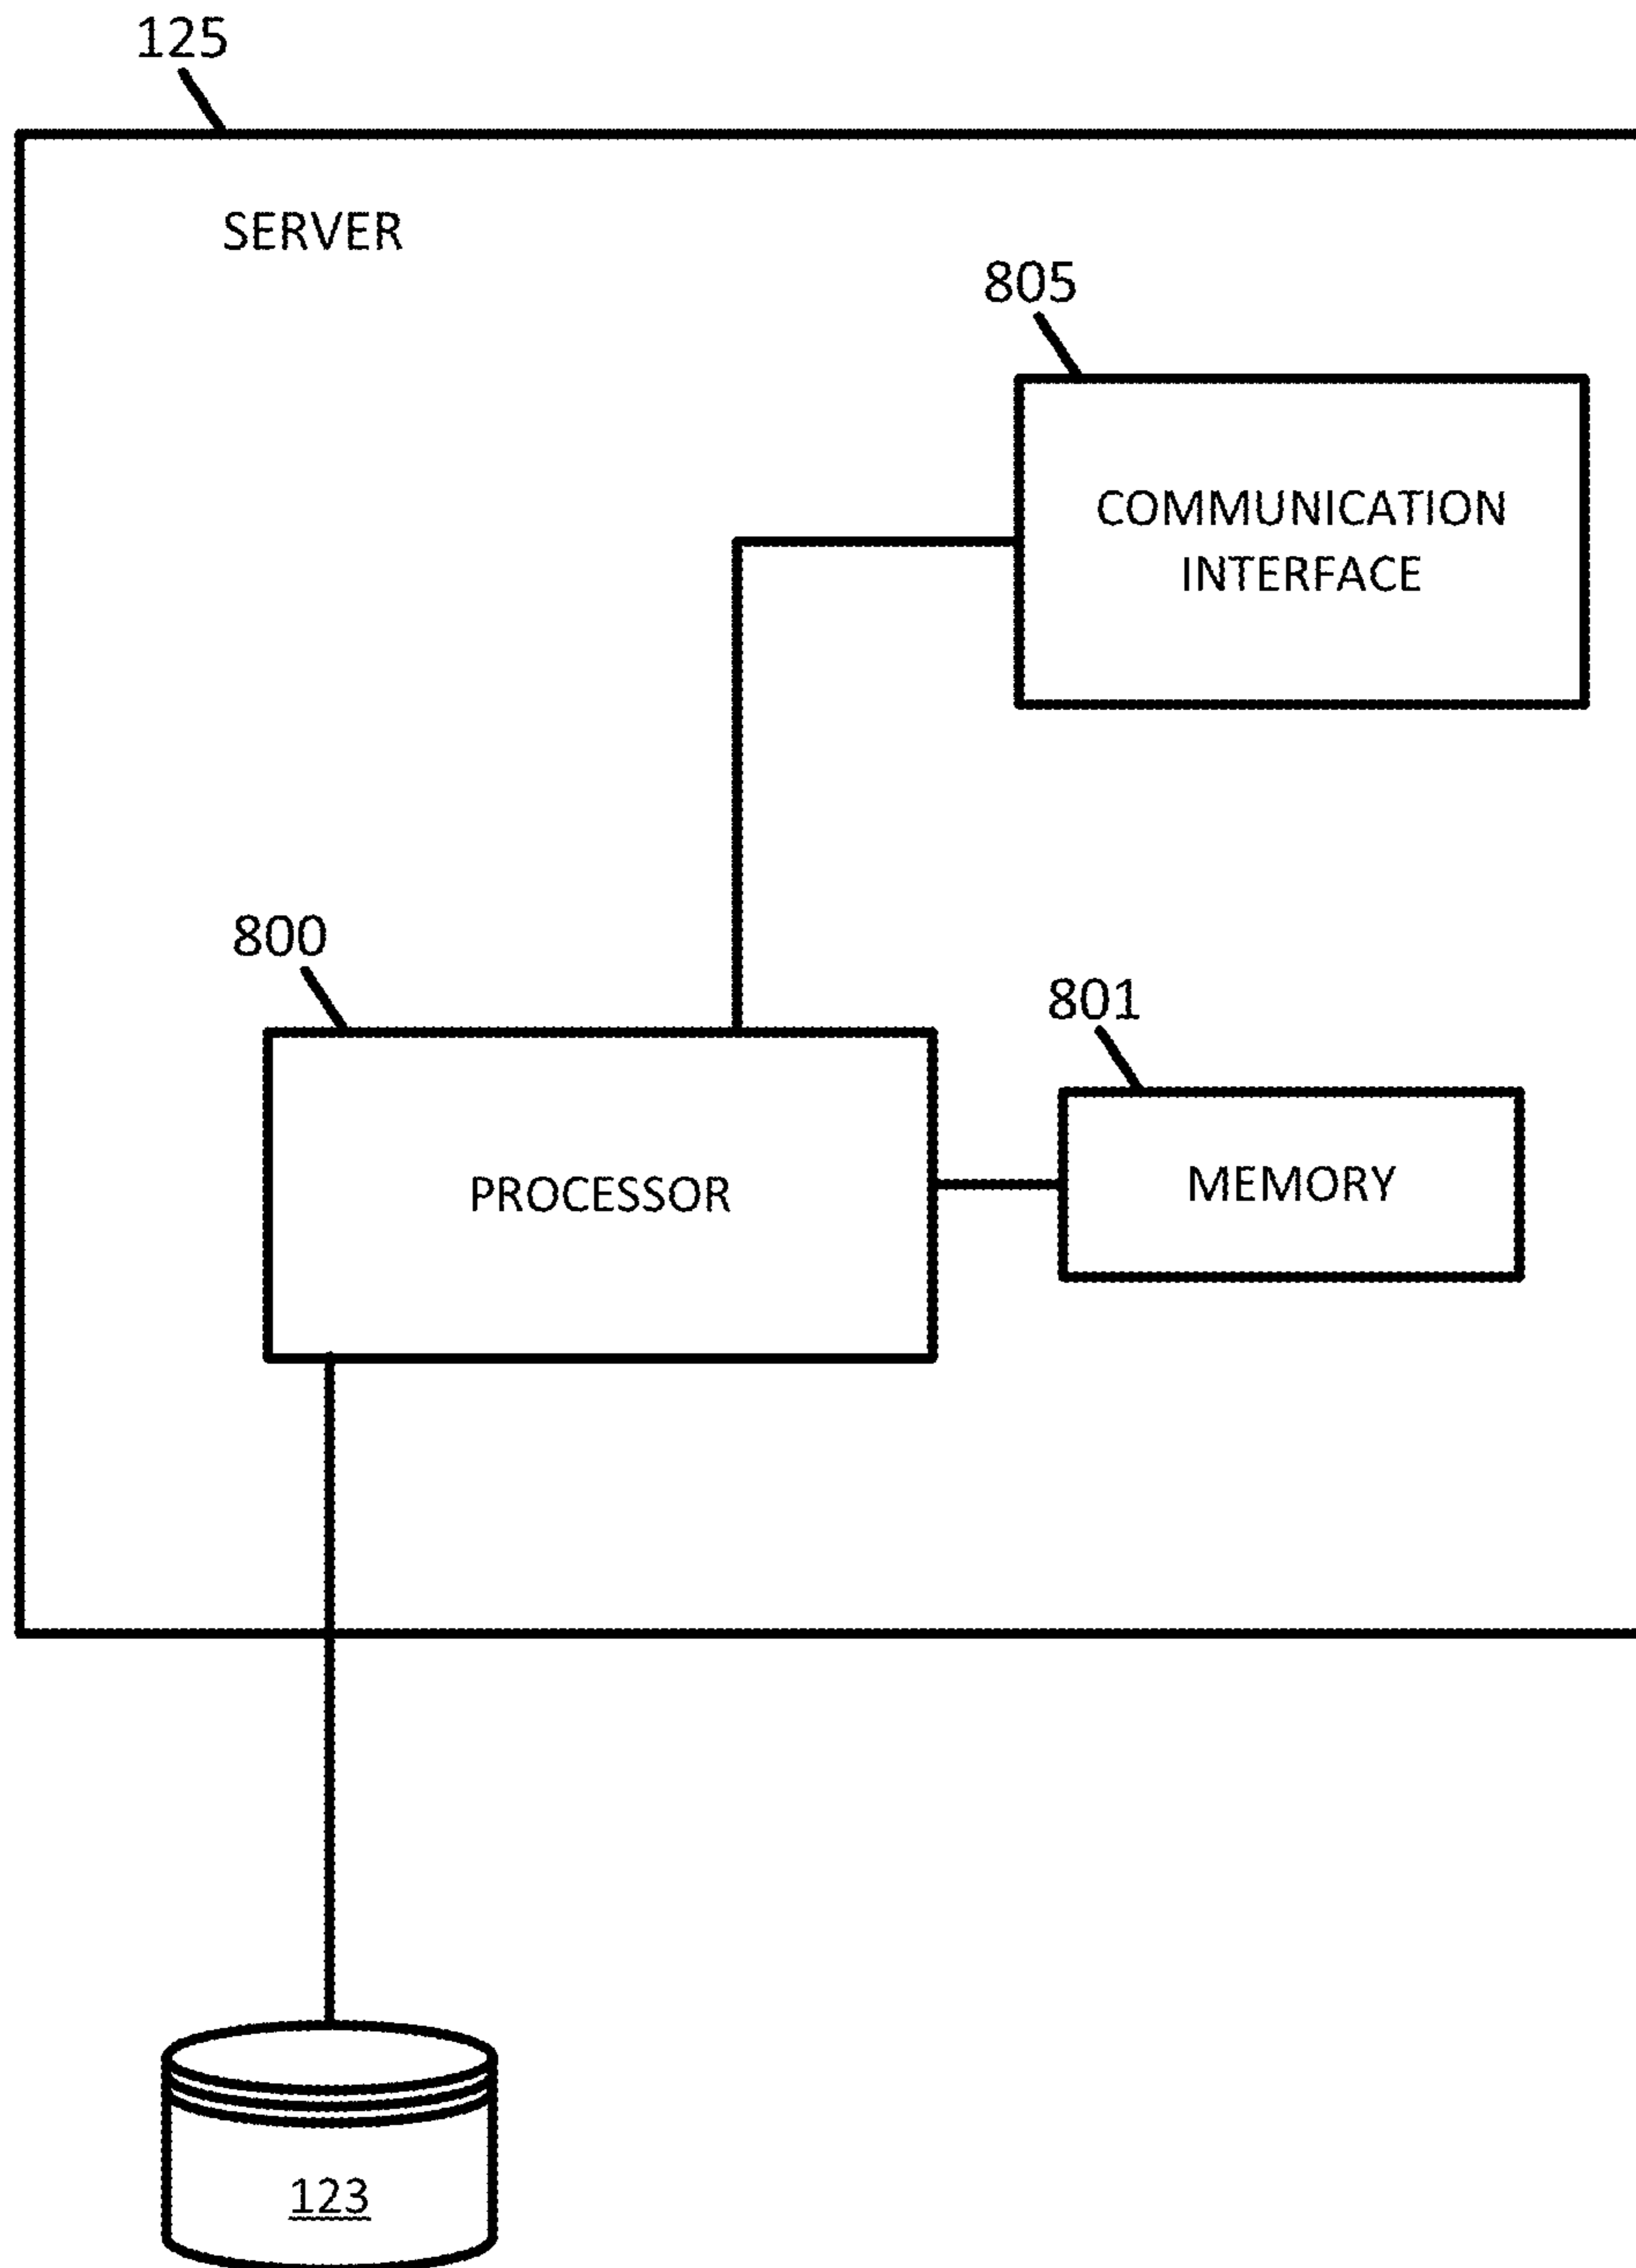 125
SERVER
805
COMMUNICATION
INTERFACE
800
801
PROCESSOR
MEMORY
123